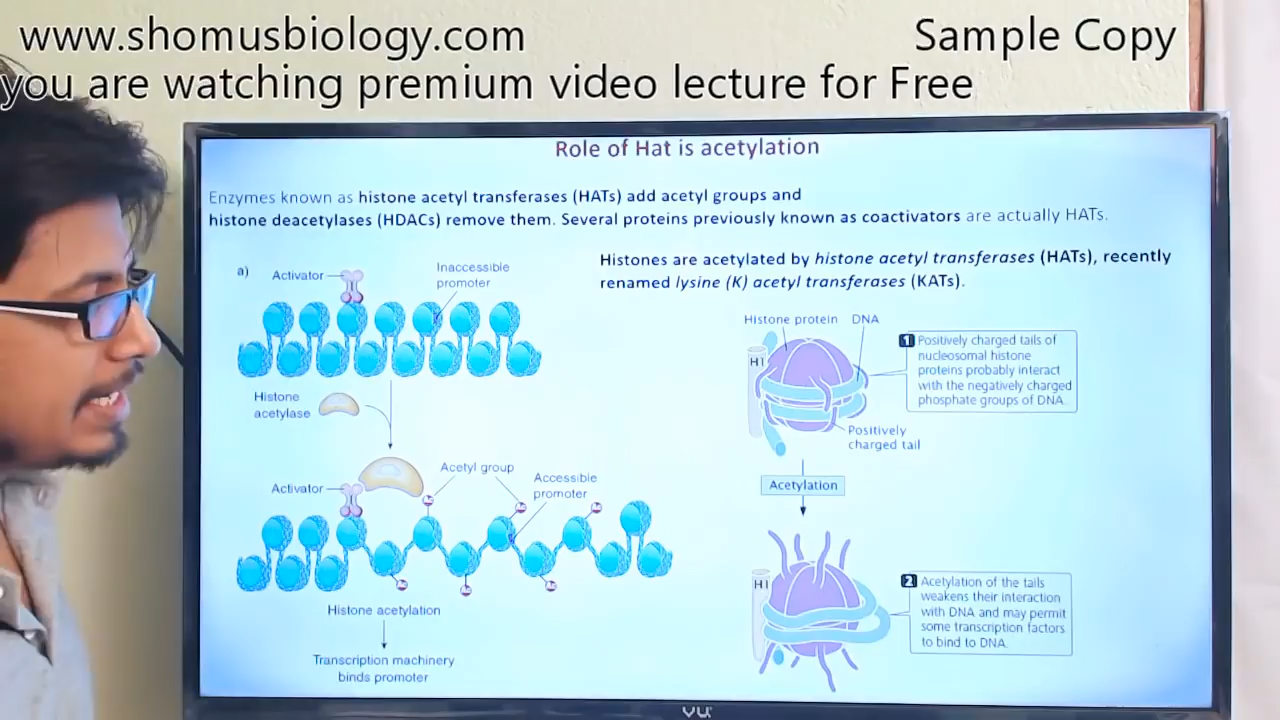 www.shomusbiology.com
Sample Copy
you are watching premium video lecture for Free
Role of Hat is acetylation
Enzymes known as histone acetyl transferases (HATs) add acetyl groups and
histone deacetylases (HDACs) remove them. Several proteins previously known as coactivators are actually HATs.
Histones are acetylated by histone acetyl transferases (HATs), recently
renamed lysine (K) acetyl transferases (KATs).
a)
Activator
Inaccessible
promoter
Histone
acetylase
Activator
Acetyl group
Accessible
promoter
Ac
Ac
Ac
Ac
Ac
Ac
Histone acetylation
Transcription machinery
binds promoter
Histone protein
DNA
H1
1 Positively charged tails of
nucleosomal histone
proteins probably interact
with the negatively charged
phosphate groups of DNA.
Positively
charged tail
Acetylation
H1
2 Acetylation of the tails
weakens their interaction
with DNA and may permit
some transcription factors
to bind to DNA.
VU